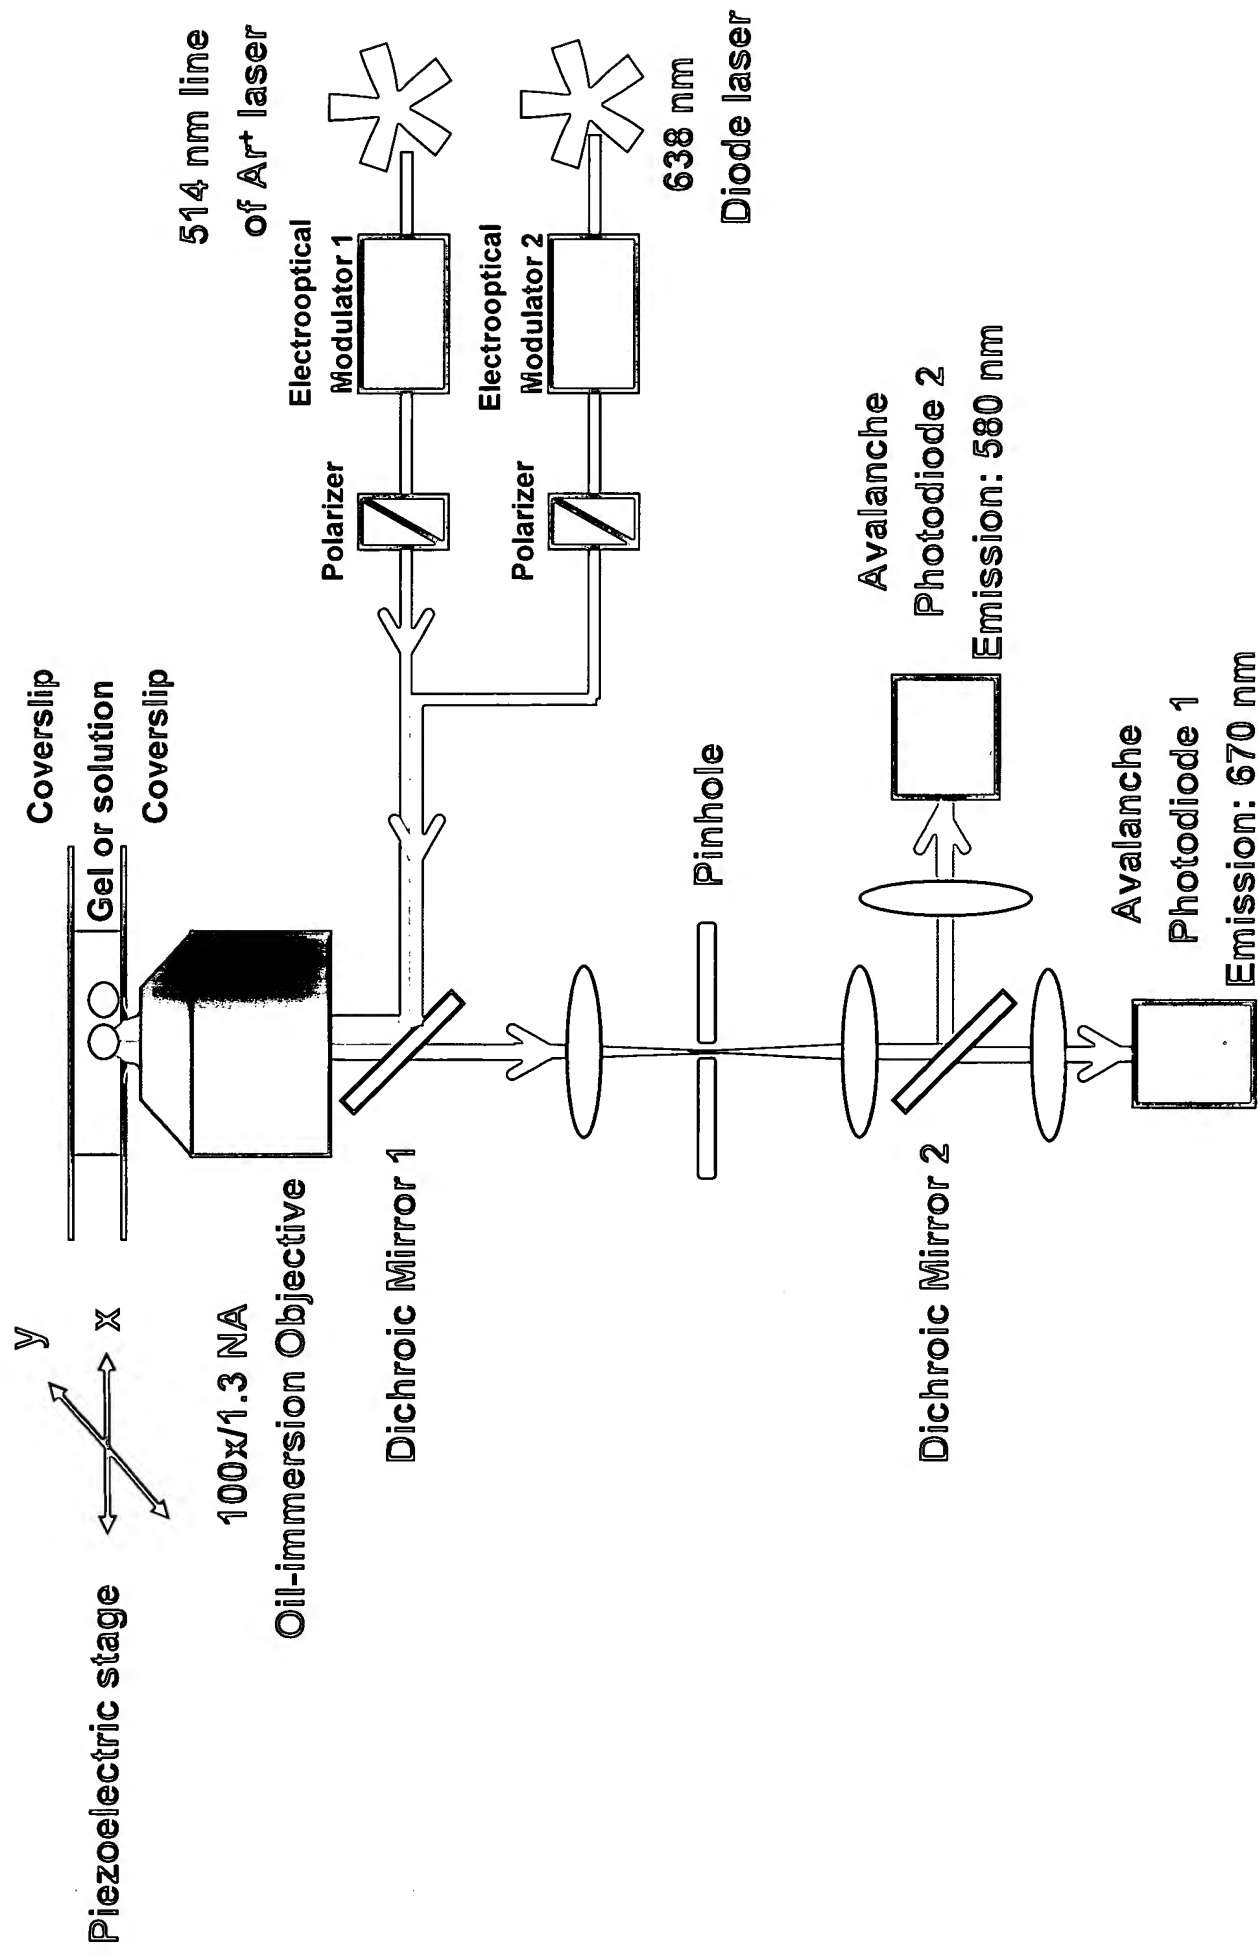 Piezoelectric stage
y
x
Coverslip
Gel or solution
Coverslip
100x/1.3 NA
Oil-immersion Objective
514 nm line
of Ar⁺ laser
Electrooptical
Modulator 1
Polarizer
Electrooptical
Modulator 2
Polarizer
638 nm
Diode laser
Dichroic Mirror 1
Pinhole
Dichroic Mirror 2
Avalanche
Photodiode 2
Emission: 580 nm
Avalanche
Photodiode 1
Emission: 670 nm